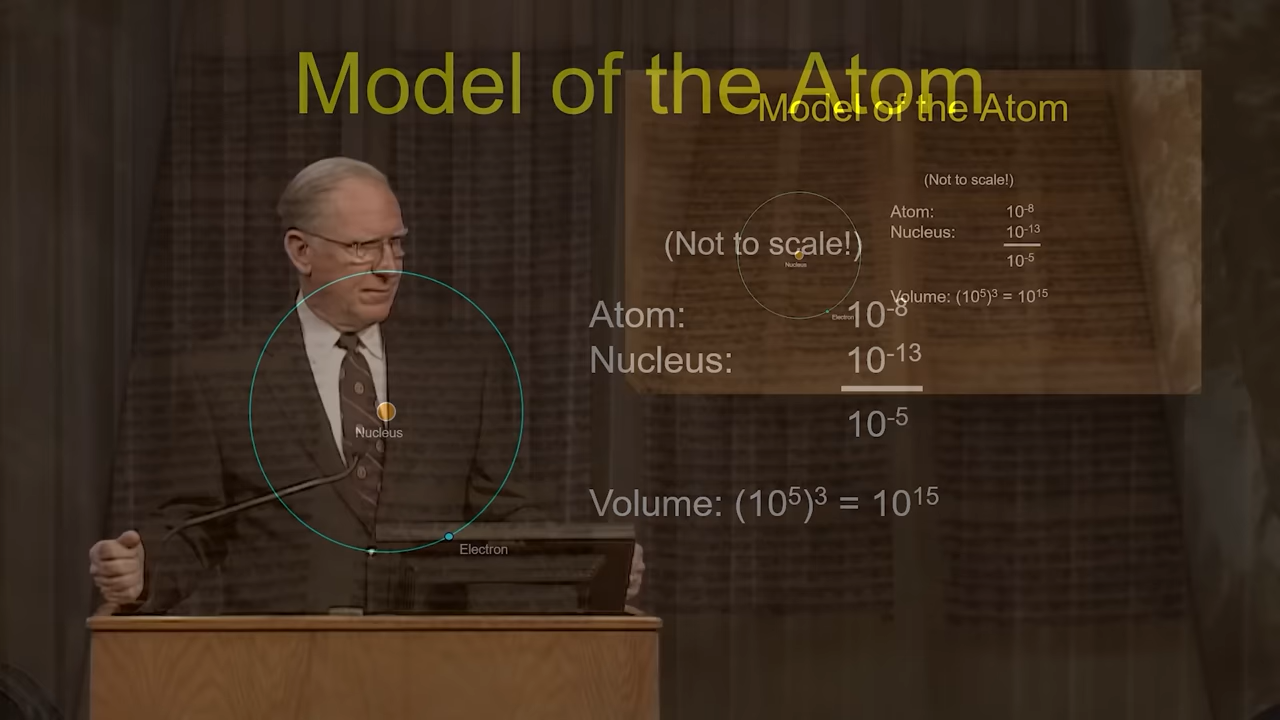 Model of the Atom
(Not to scale!)
Atom: 10⁻⁸
Nucleus: 10⁻¹³
10⁻⁵
Volume: (10⁵)³ = 10¹⁵
Nucleus
Electron
Model of the Atom
(Not to scale!)
Atom: 10⁻⁸
Nucleus: 10⁻¹³
10⁻⁵
Volume: (10⁵)³ = 10¹⁵
Nucleus
Electron